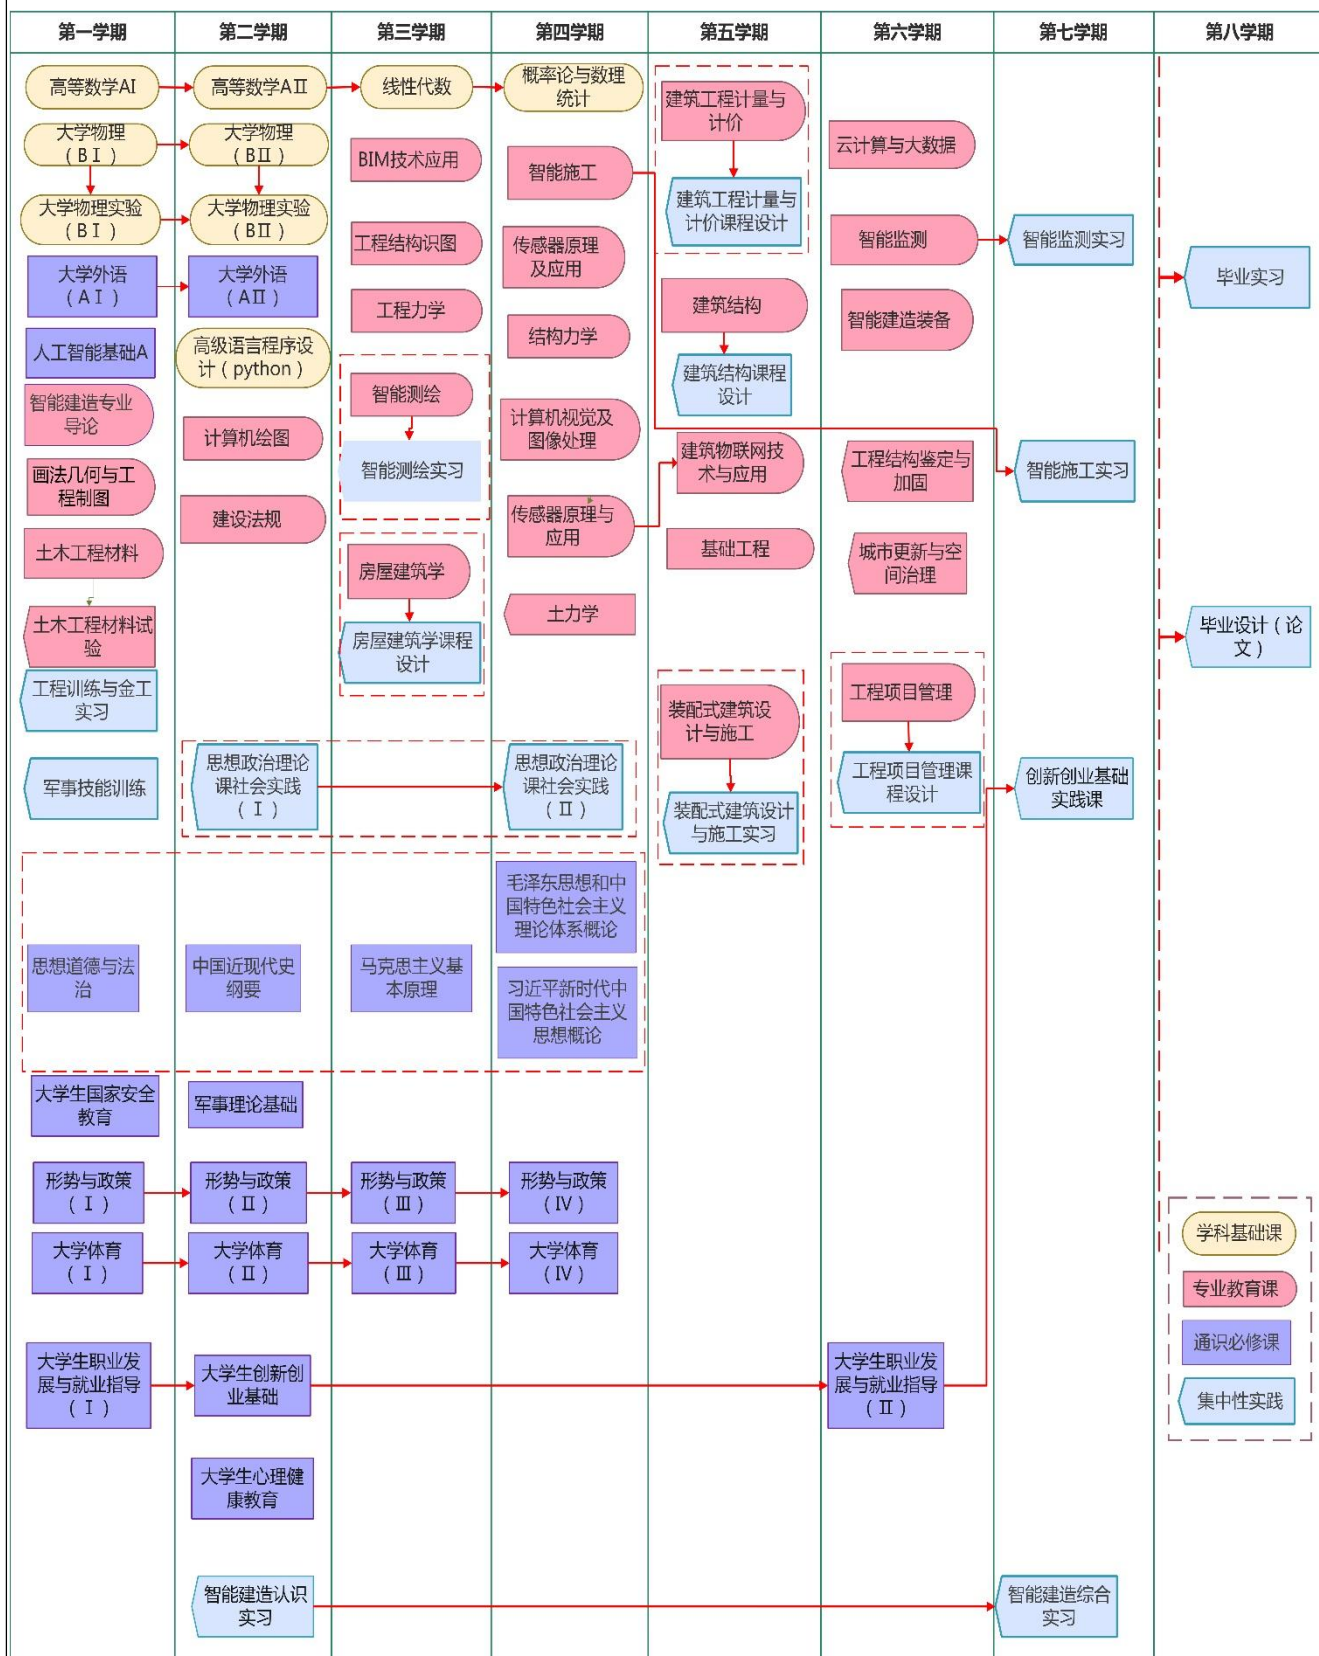 第一学期
第二学期
第三学期
第四学期
第五学期
第六学期
第七学期
第八学期
高等数学AⅠ
大学物理
（BⅠ）
大学物理实验
（BⅠ）
大学外语
（AⅠ）
人工智能基础A
智能建造专业
导论
画法几何与工
程制图
土木工程材料
土木工程材料试
验
工程训练与金工
实习
军事技能训练
思想道德与法
治
大学生国家安全
教育
形势与政策
（Ⅰ）
大学体育
（Ⅰ）
大学生职业发
展与就业指导
（Ⅰ）
高等数学AⅡ
大学物理
（BⅡ）
大学物理实验
（BⅡ）
大学外语
（AⅡ）
高级语言程序设
计（python）
计算机绘图
建设法规
思想政治理论
课社会实践
（Ⅰ）
中国近现代史
纲要
军事理论基础
形势与政策
（Ⅱ）
大学体育
（Ⅱ）
大学生创新创
业基础
大学生心理健
康教育
智能建造认识
实习
线性代数
BIM技术应用
工程结构识图
工程力学
智能测绘
智能测绘实习
房屋建筑学
房屋建筑学课程
设计
马克思主义基
本原理
形势与政策
（Ⅲ）
大学体育
（Ⅲ）
概率论与数理
统计
智能施工
传感器原理
及应用
结构力学
计算机视觉及
图像处理
传感器原理与
应用
土力学
思想政治理论
课社会实践
（Ⅱ）
毛泽东思想和中
国特色社会主义
理论体系概论
习近平新时代中
国特色社会主义
思想概论
形势与政策
（Ⅳ）
大学体育
（Ⅳ）
建筑工程计量与
计价
建筑工程计量与
计价课程设计
建筑结构
建筑结构课程
设计
建筑物联网技
术与应用
基础工程
装配式建筑设
计与施工
装配式建筑设计
与施工实习
云计算与大数据
智能监测
智能建造装备
工程结构鉴定与
加固
城市更新与空
间治理
工程项目管理
工程项目管理课
程设计
大学生职业发
展与就业指导
（Ⅱ）
智能监测实习
智能施工实习
创新创业基础
实践课
智能建造综合
实习
毕业实习
毕业设计（论
文）
学科基础课
专业教育课
通识必修课
集中性实践